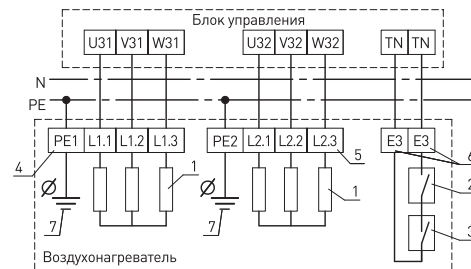 Блок управления
U31 V31 W31 U32 V32 W32 TN TN
N
PE
PE1 L1.1 L1.2 L1.3 PE2 L2.1 L2.2 L2.3 E3 E3
4 1 5 6
1 2
7 7 3
Воздухонагреватель